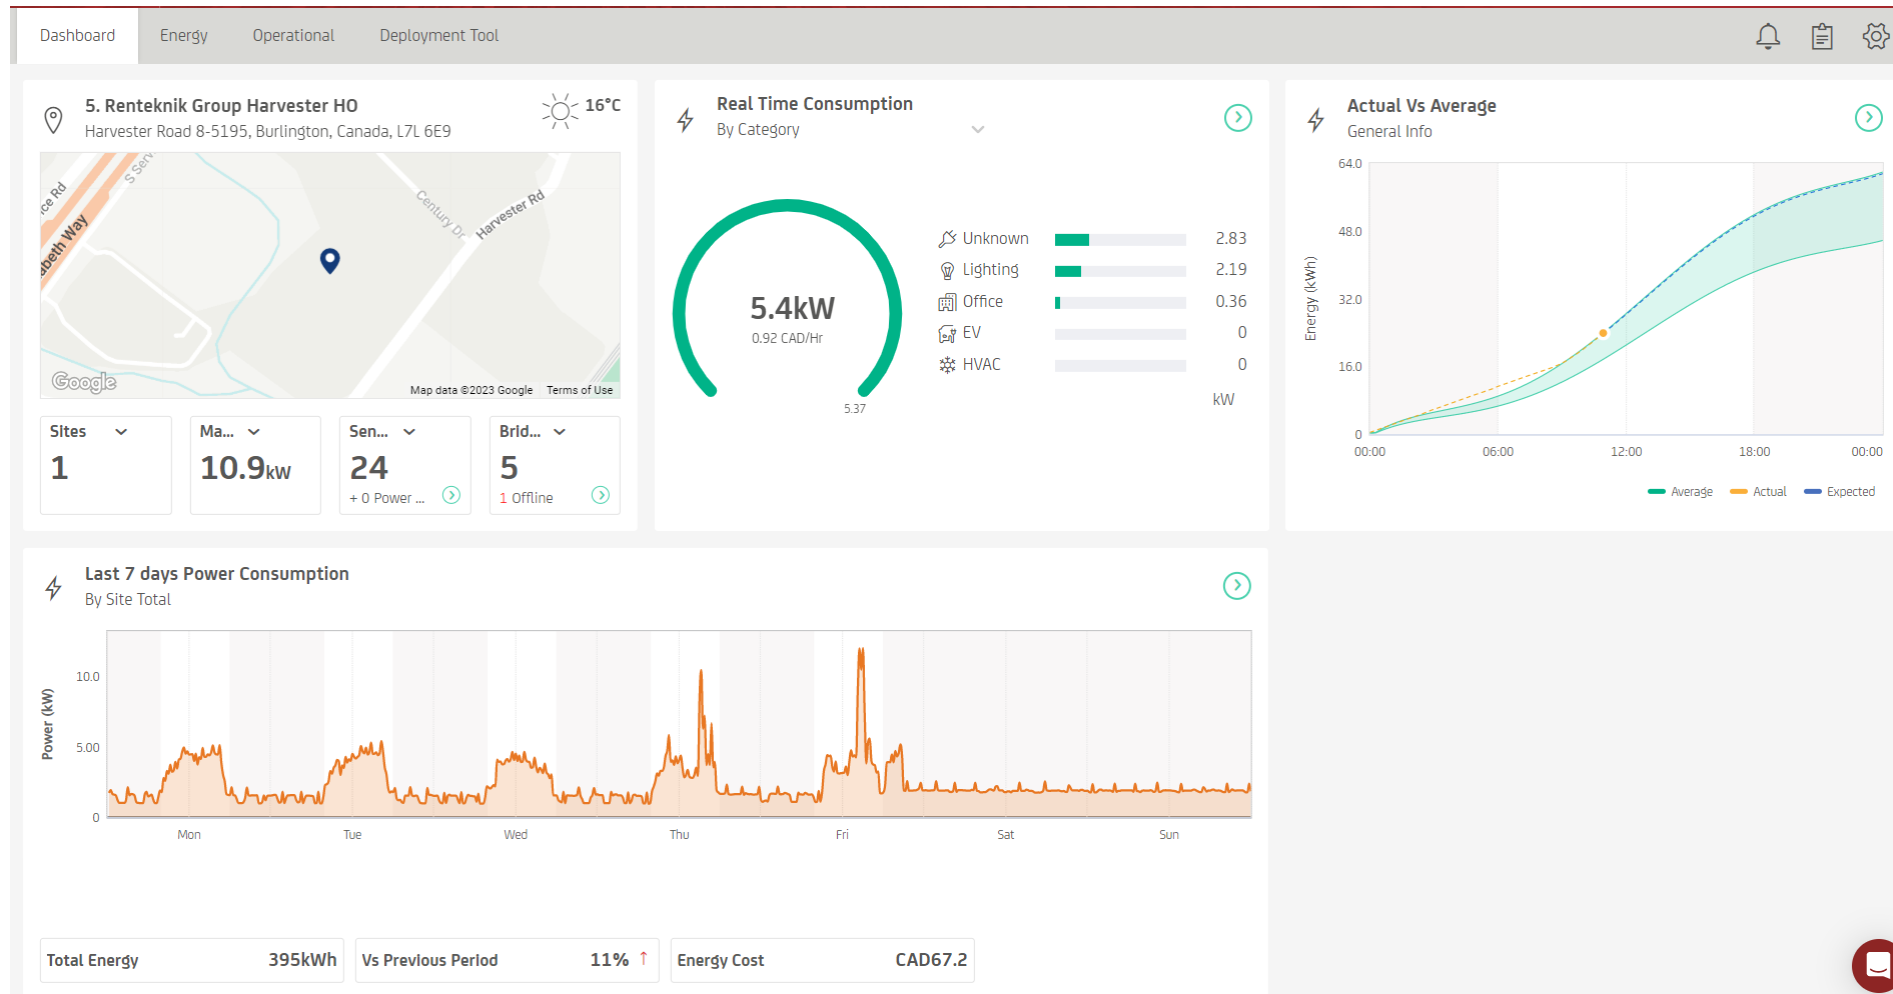 Dashboard
Energy
Operational
Deployment Tool
5. Renteknik Group Harvester HO
Harvester Road 8-5195, Burlington, Canada, L7L 6E9
16°C
S Serv
ice Rd
abeth Way
Century Dr
Harvester Rd
Google
Map data ©2023 Google
Terms of Use
Sites
1
Ma...
10.9kW
Sen...
24
+ 0 Power ...
Brid...
5
1 Offline
Real Time Consumption
By Category
5.4kW
0.92 CAD/Hr
5.37
Unknown 2.83
Lighting 2.19
Office 0.36
EV 0
HVAC 0
kW
Actual Vs Average
General Info
Energy (kWh)
64.0
48.0
32.0
16.0
0
00:00 06:00 12:00 18:00 00:00
Average Actual Expected
Last 7 days Power Consumption
By Site Total
Power (kW)
10.0
5.00
0
Mon Tue Wed Thu Fri Sat Sun
Total Energy 395kWh
Vs Previous Period 11% ↑
Energy Cost CAD67.2